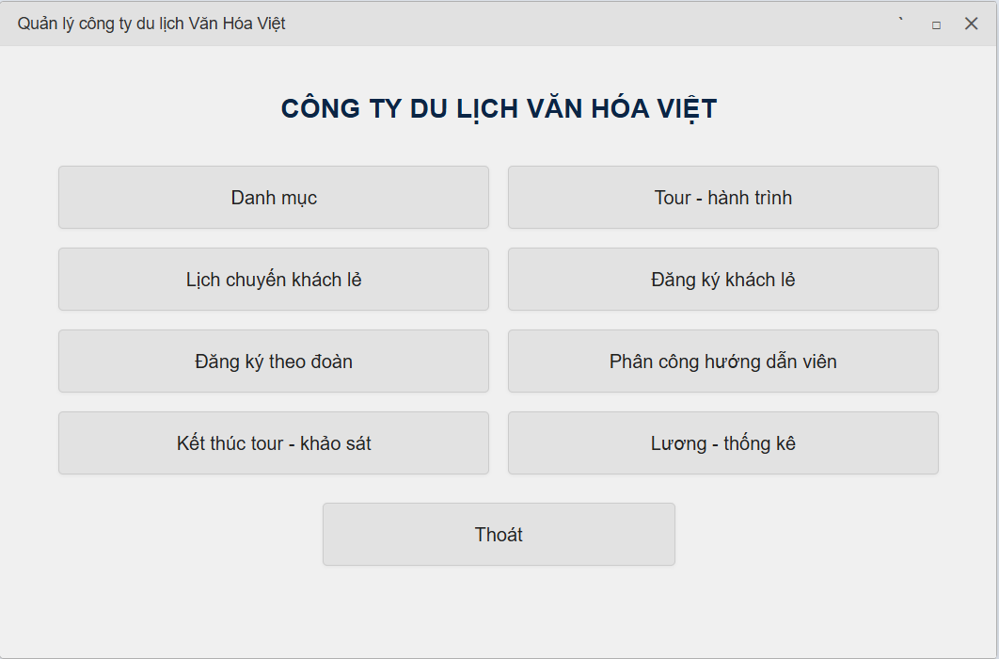 Quản lý công ty du lịch Văn Hóa Việt
CÔNG TY DU LỊCH VĂN HÓA VIỆT
Danh mục
Tour - hành trình
Lịch chuyến khách lẻ
Đăng ký khách lẻ
Đăng ký theo đoàn
Phân công hướng dẫn viên
Kết thúc tour - khảo sát
Lương - thống kê
Thoát